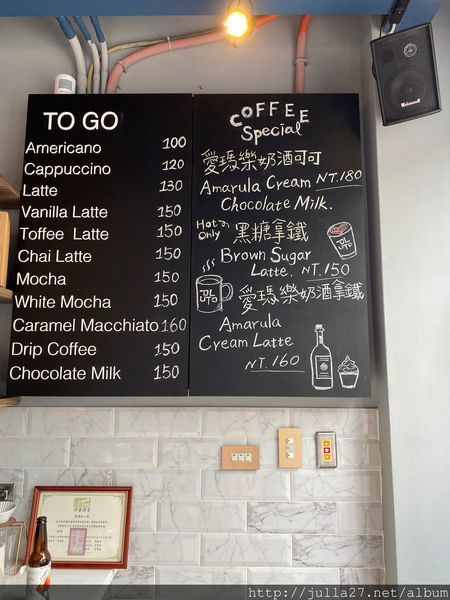 TO GO
Americano 100
Cappuccino 120
Latte 130
Vanilla Latte 150
Toffee Latte 150
Chai Latte 150
Mocha 150
White Mocha 150
Caramel Macchiato 160
Drip Coffee 150
Chocolate Milk 150
COFFEE
Special
愛瑪樂奶酒可可
Amarula Cream NT.180
Chocolate Milk.
Hot
only
黑糖拿鐵
Brown Sugar
Latte. NT.150
愛瑪樂奶酒拿鐵
Amarula
Cream Latte
NT.160
http://julla27.net/album